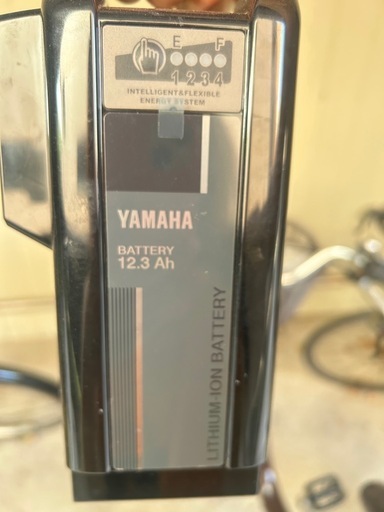 E F
1 2 3 4
INTELLIGENT&FLEXIBLE
ENERGY SYSTEM
YAMAHA
BATTERY
12.3 Ah
LITHIUM-ION BATTERY